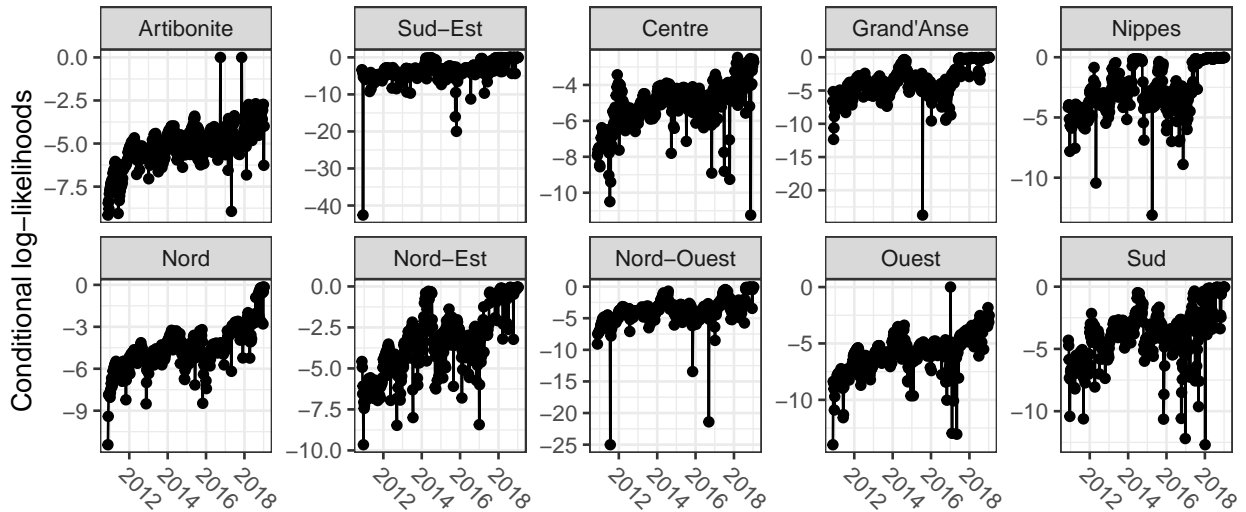 Conditional log−likelihoods
Artibonite
Sud−Est
Centre
Grand'Anse
Nippes
0.0
−2.5
−5.0
−7.5
0
−10
−20
−30
−40
−4
−6
−8
−10
0
−5
−10
−15
−20
0
−5
−10
Nord
Nord−Est
Nord−Ouest
Ouest
Sud
0
−3
−6
−9
0.0
−2.5
−5.0
−7.5
−10.0
0
−5
−10
−15
−20
−25
0
−5
−10
0
−5
−10
2012 2014 2016 2018
2012 2014 2016 2018
2012 2014 2016 2018
2012 2014 2016 2018
2012 2014 2016 2018